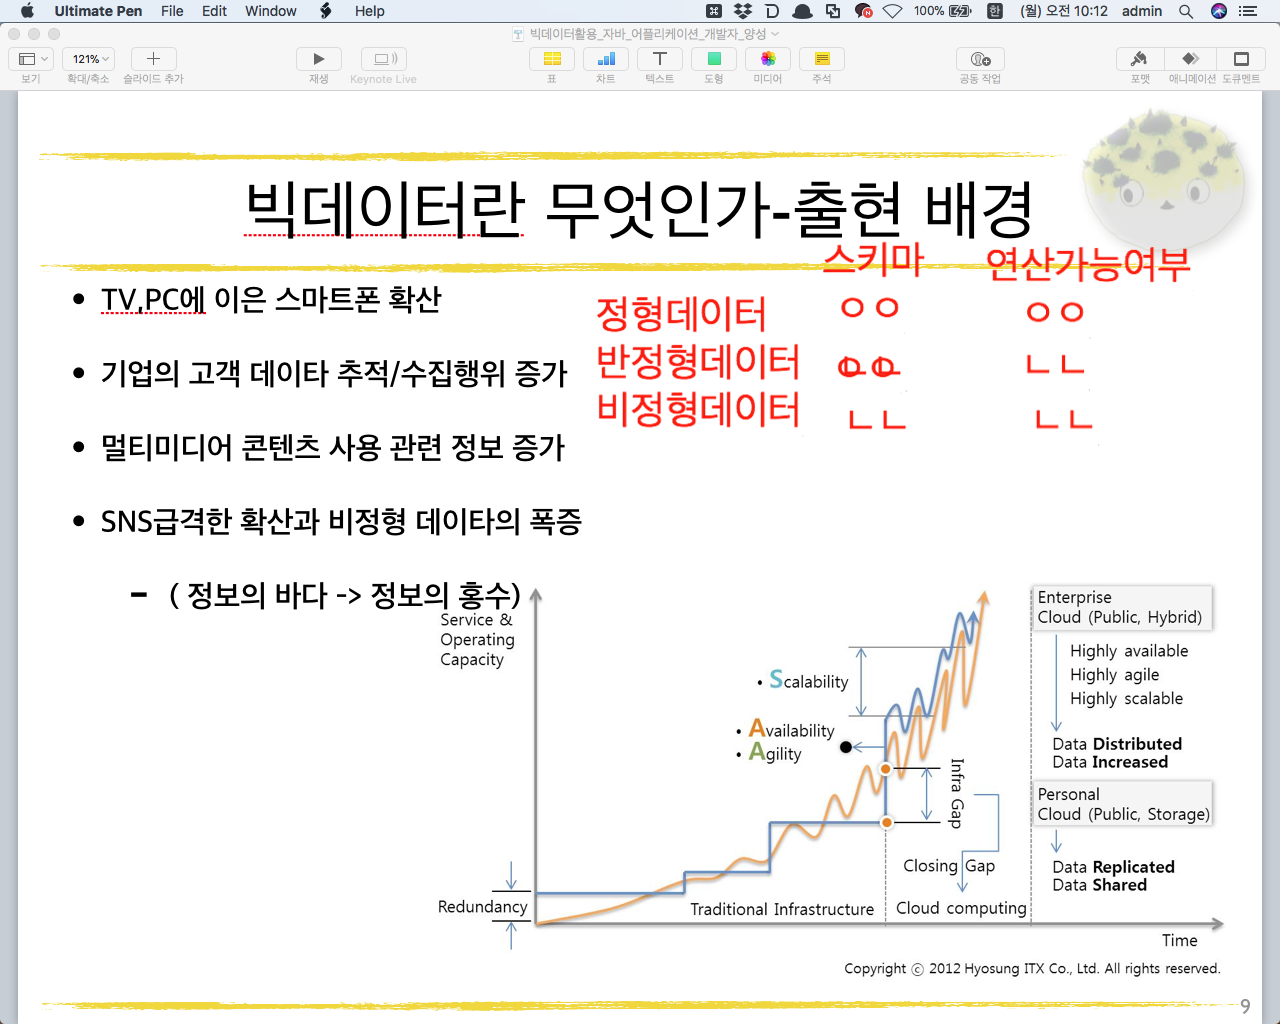 Ultimate Pen File Edit Window Help 100% 한 (월) 오전 10:12 admin
빅데이터활용_자바_어플리케이션_개발자_양성
121%
보기 확대/축소 슬라이드 추가 재생 Keynote Live 표 차트 텍스트 도형 미디어 주석 공동 작업 포맷 애니메이션 도큐멘트
빅데이터란 무엇인가-출현 배경
스키마 연산가능여부
정형데이터 ㅇㅇ ㅇㅇ
반정형데이터 ㄴㄴ
비정형데이터 ㄴㄴ ㄴㄴ
• TV,PC에 이은 스마트폰 확산
• 기업의 고객 데이타 추적/수집행위 증가
• 멀티미디어 콘텐츠 사용 관련 정보 증가
• SNS급격한 확산과 비정형 데이타의 폭증
- ( 정보의 바다 -> 정보의 홍수)
Service &
Operating
Capacity
• Scalability
• Availability
• Agility
Infra Gap
Closing Gap
Redundancy
Traditional Infrastructure
Cloud computing
Time
Enterprise
Cloud (Public, Hybrid)
Highly available
Highly agile
Highly scalable
Data Distributed
Data Increased
Personal
Cloud (Public, Storage)
Data Replicated
Data Shared
Copyright ⓒ 2012 Hyosung ITX Co., Ltd. All rights reserved.
9